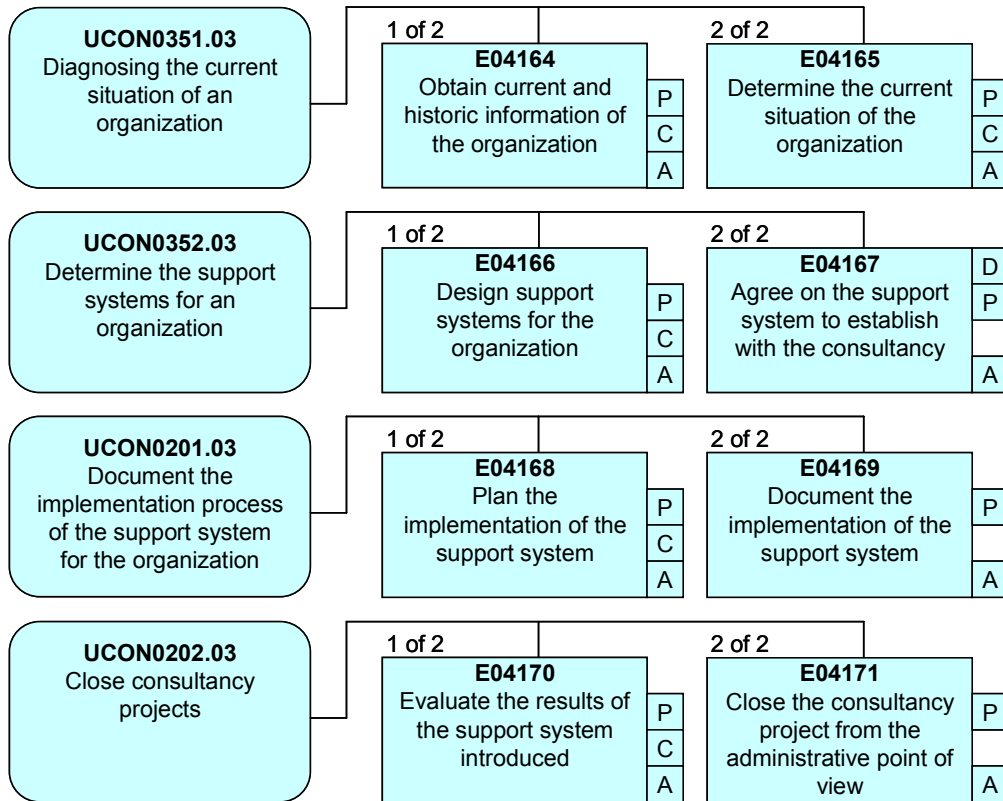 UCON0351.03
Diagnosing the current
situation of an
organization
1 of 2
E04164
Obtain current and
historic information of
the organization
P
C
A
2 of 2
E04165
Determine the current
situation of the
organization
P
C
A
UCON0352.03
Determine the support
systems for an
organization
1 of 2
E04166
Design support
systems for the
organization
P
C
A
2 of 2
E04167
Agree on the support
system to establish
with the consultancy
D
P
A
UCON0201.03
Document the
implementation process
of the support system
for the organization
1 of 2
E04168
Plan the
implementation of the
support system
P
C
A
2 of 2
E04169
Document the
implementation of the
support system
P
A
UCON0202.03
Close consultancy
projects
1 of 2
E04170
Evaluate the results of
the support system
introduced
P
C
A
2 of 2
E04171
Close the consultancy
project from the
administrative point of
view
P
A